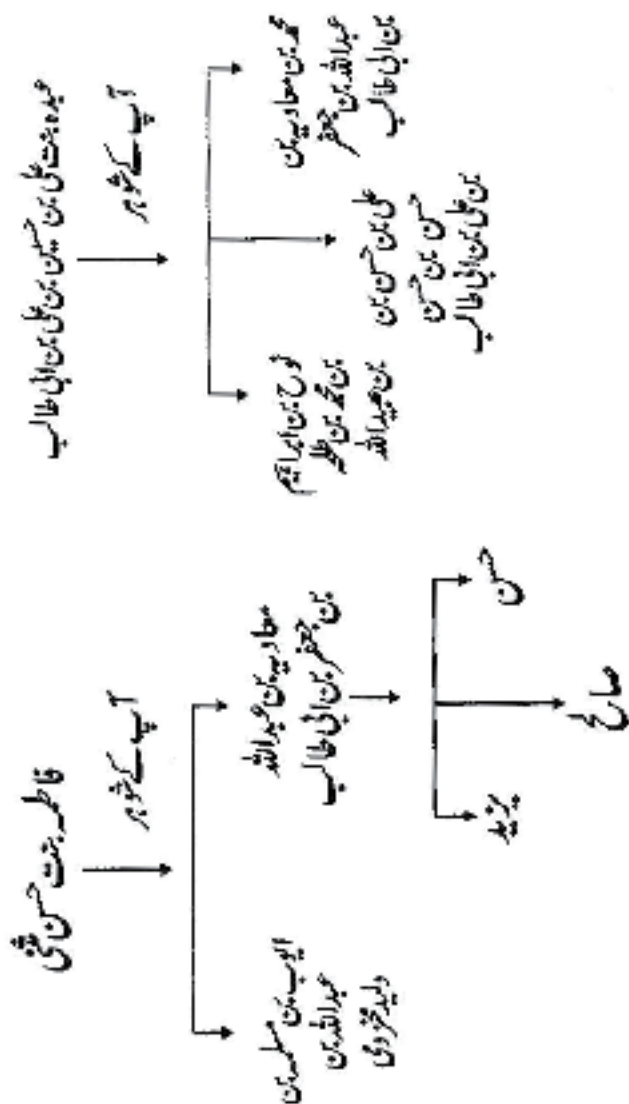 عبدہ بنت علی بن حسین بن علی بن ابی طالب
آپ کے شوہر
محمد بن معاویہ بن
عبداللہ بن جعفر
بن ابی طالب
علی بن حسن بن
حسن بن حسن
بن علی بن ابی طالب
نوح بن ابراہیم
بن محمد بن طلحہ
بن عبیداللہ
فاطمہ بنت حسن مثنی
آپ کے شوہر
معاویہ بن عبداللہ
بن جعفر بن ابی طالب
حسن
صالح
یزید
ایوب بن مسلمہ بن
عبداللہ بن
ولید مخزومی